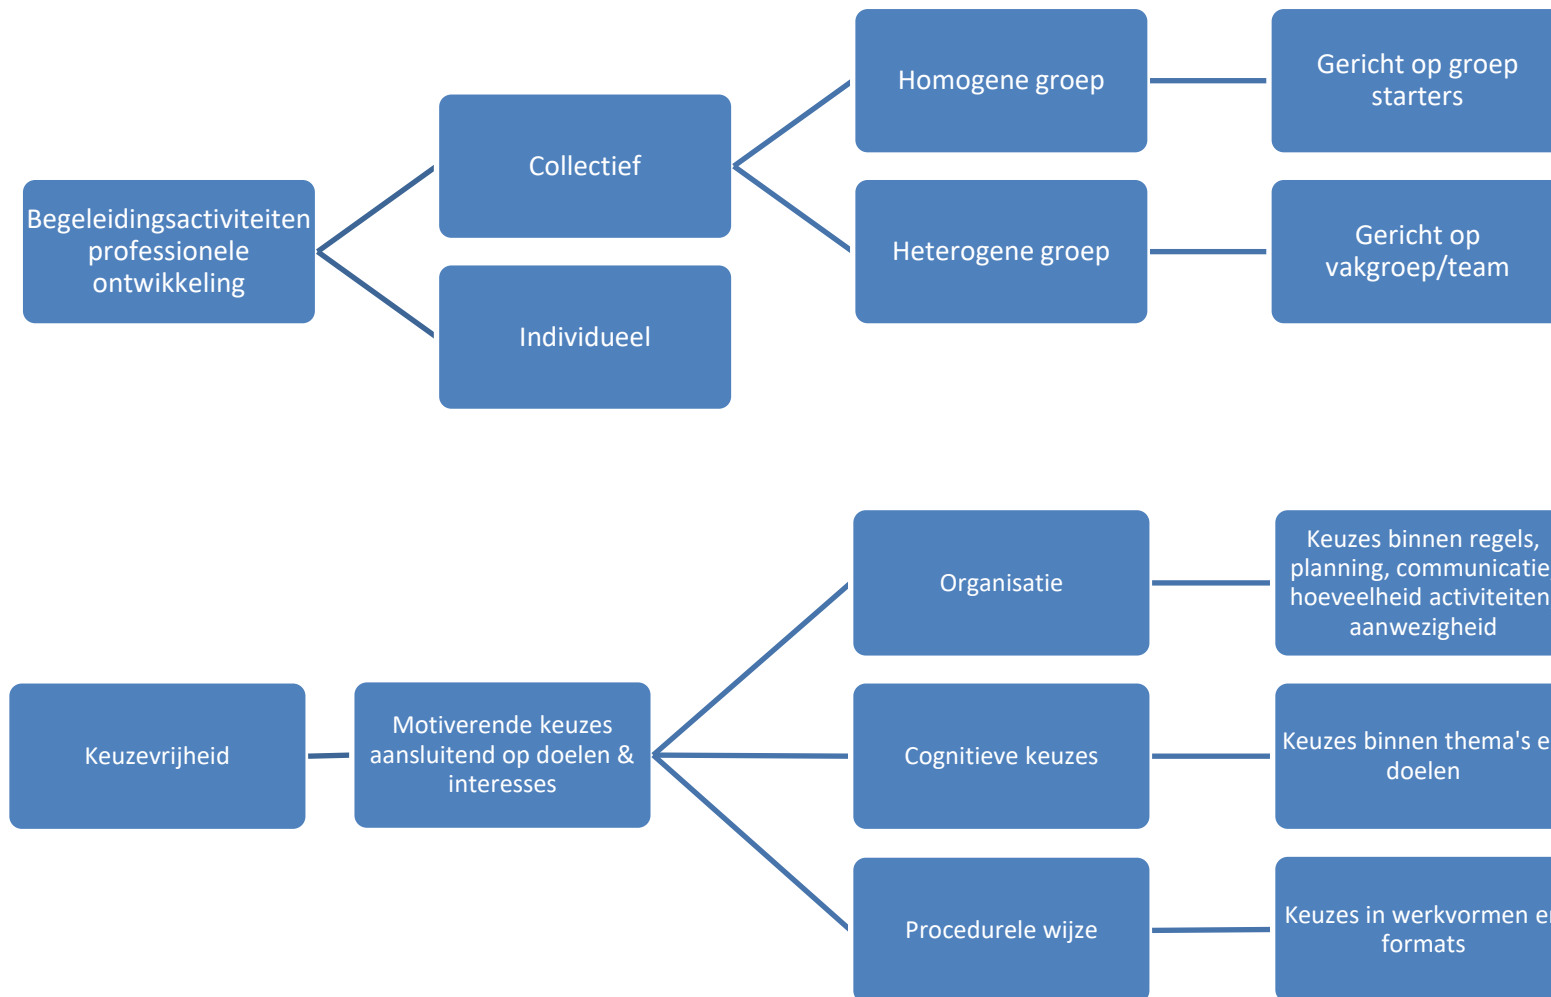 Begeleidingsactiviteiten
professionele
ontwikkeling
Collectief
Individueel
Homogene groep
Heterogene groep
Gericht op groep
starters
Gericht op
vakgroep/team
Keuzevrijheid
Motiverende keuzes
aansluitend op doelen &
interesses
Organisatie
Cognitieve keuzes
Procedurele wijze
Keuzes binnen regels,
planning, communicatie
hoeveelheid activiteiten
aanwezigheid
Keuzes binnen thema's e
doelen
Keuzes in werkvormen e
formats